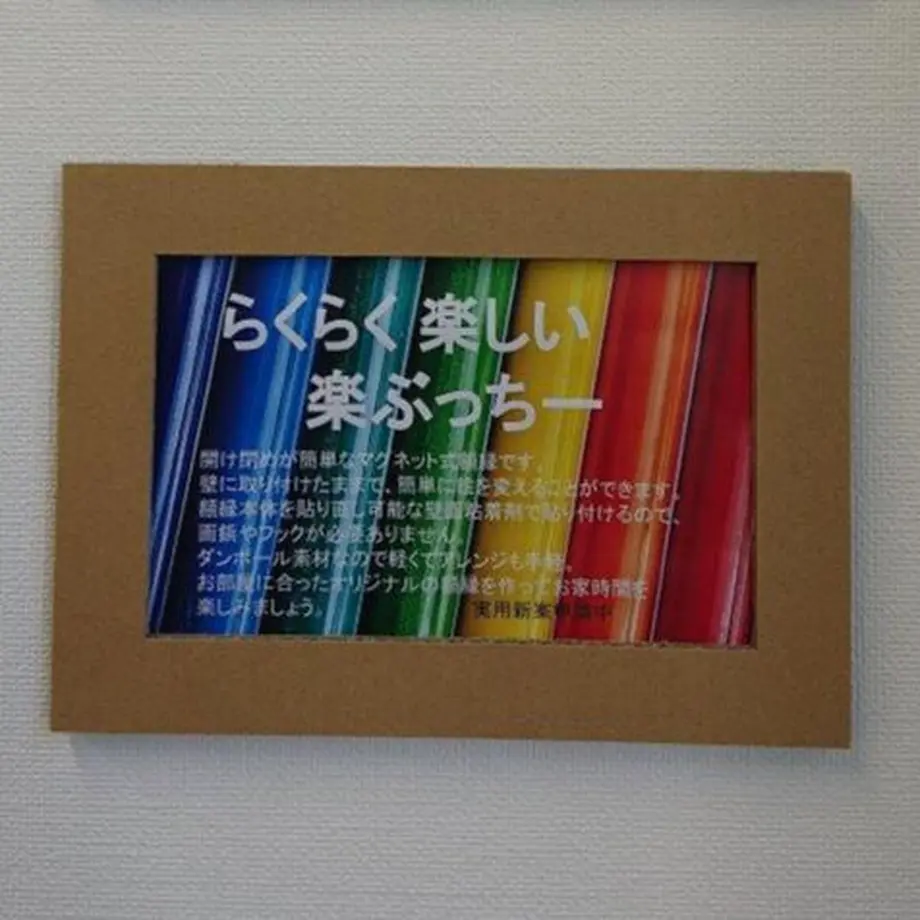 らくらく 楽しい
楽ぶっちー
開け閉めが簡単なマグネット式額縁です。
壁に取り付けたままで、簡単に絵を変えることができます。
額縁本体を貼り直し可能な壁面粘着剤で貼り付けるので、
画鋲やフックが必要ありません。
ダンボール素材なので軽くてアレンジも手軽。
お部屋に合ったオリジナルの額縁を作ってお家時間を
楽しみましょう。
実用新案申請中